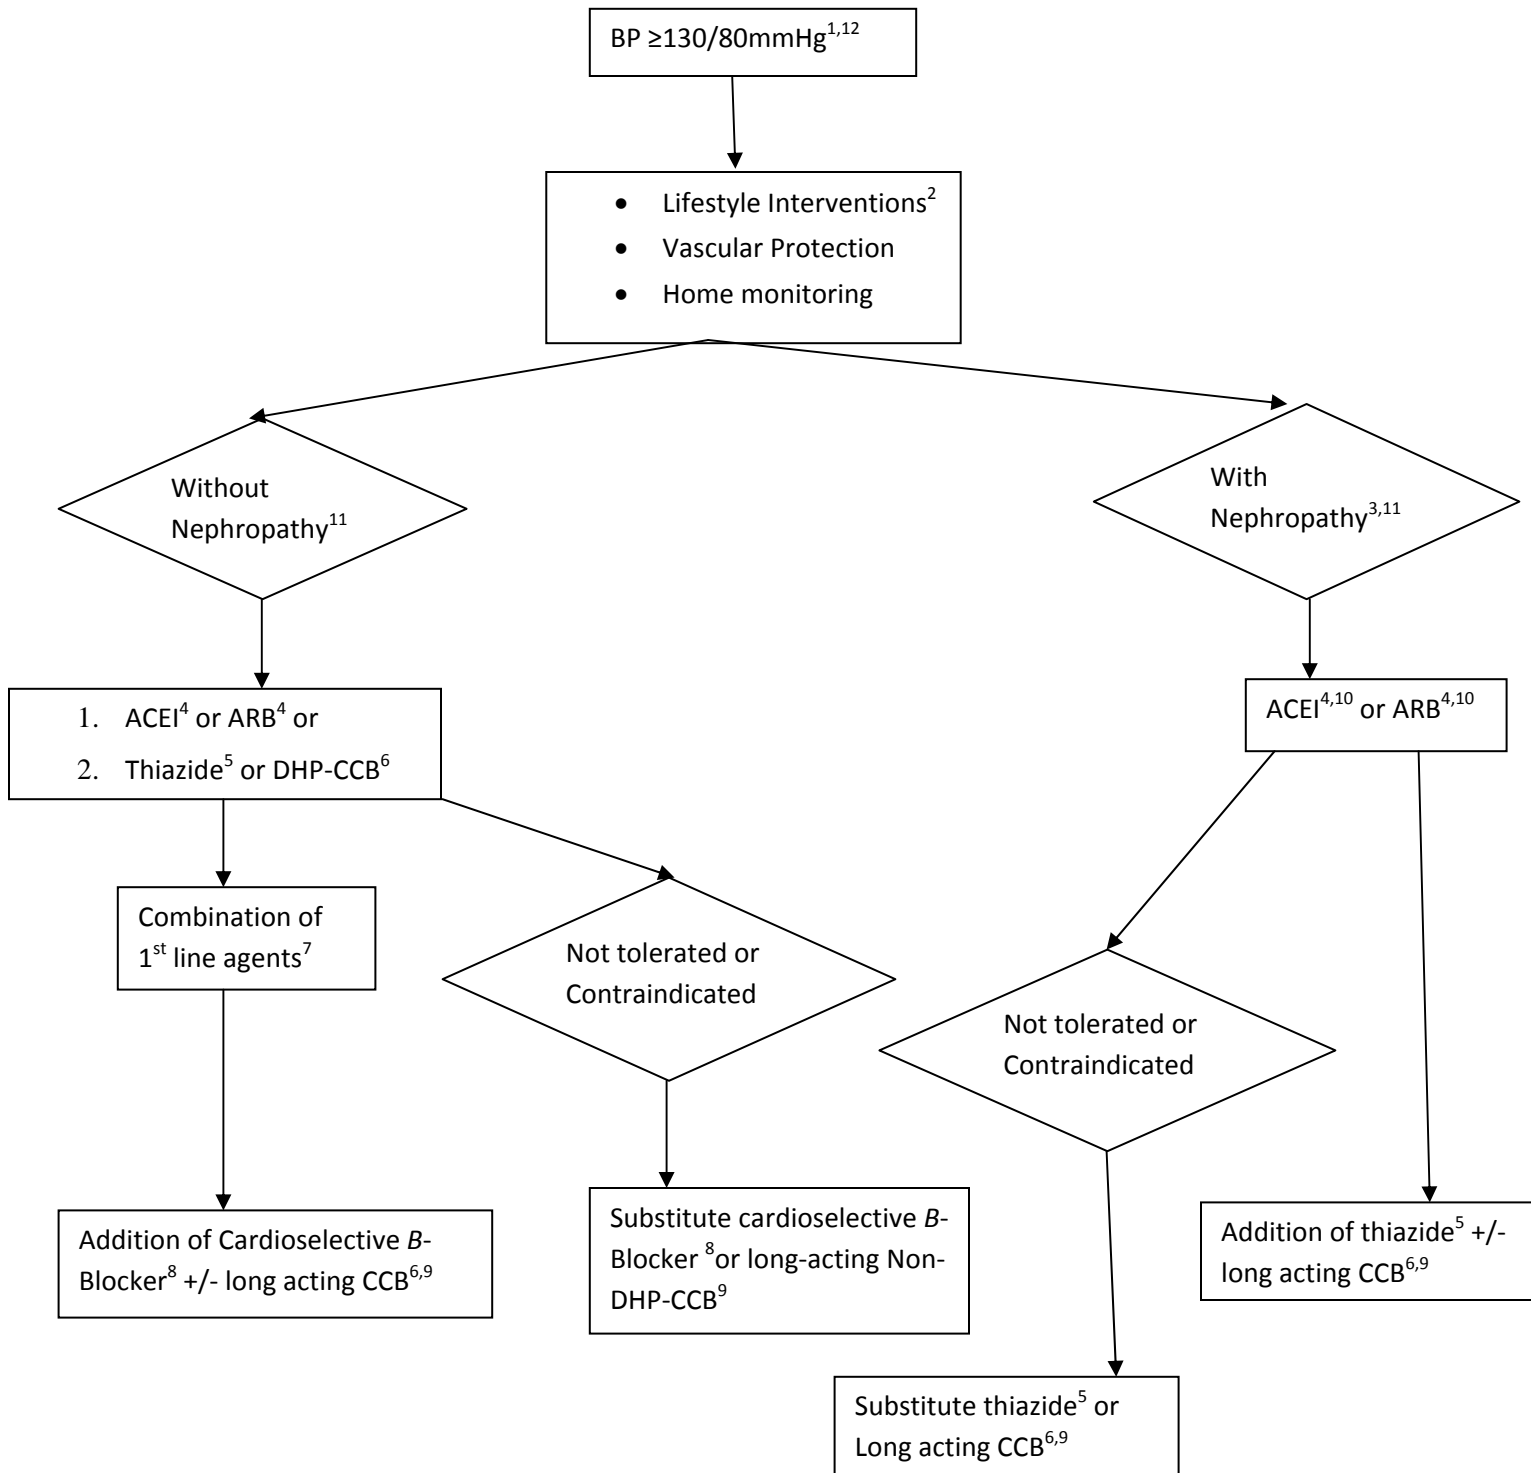 BP ≥130/80mmHg1,12
• Lifestyle Interventions2
• Vascular Protection
• Home monitoring
Without
Nephropathy11
With
Nephropathy3,11
1. ACEI4 or ARB4 or
2. Thiazide5 or DHP-CCB6
ACEI4,10 or ARB4,10
Combination of
1st line agents7
Not tolerated or
Contraindicated
Not tolerated or
Contraindicated
Addition of Cardioselective B-
Blocker8 +/- long acting CCB6,9
Substitute cardioselective B-
Blocker 8or long-acting Non-
DHP-CCB9
Addition of thiazide5 +/-
long acting CCB6,9
Substitute thiazide5 or
Long acting CCB6,9